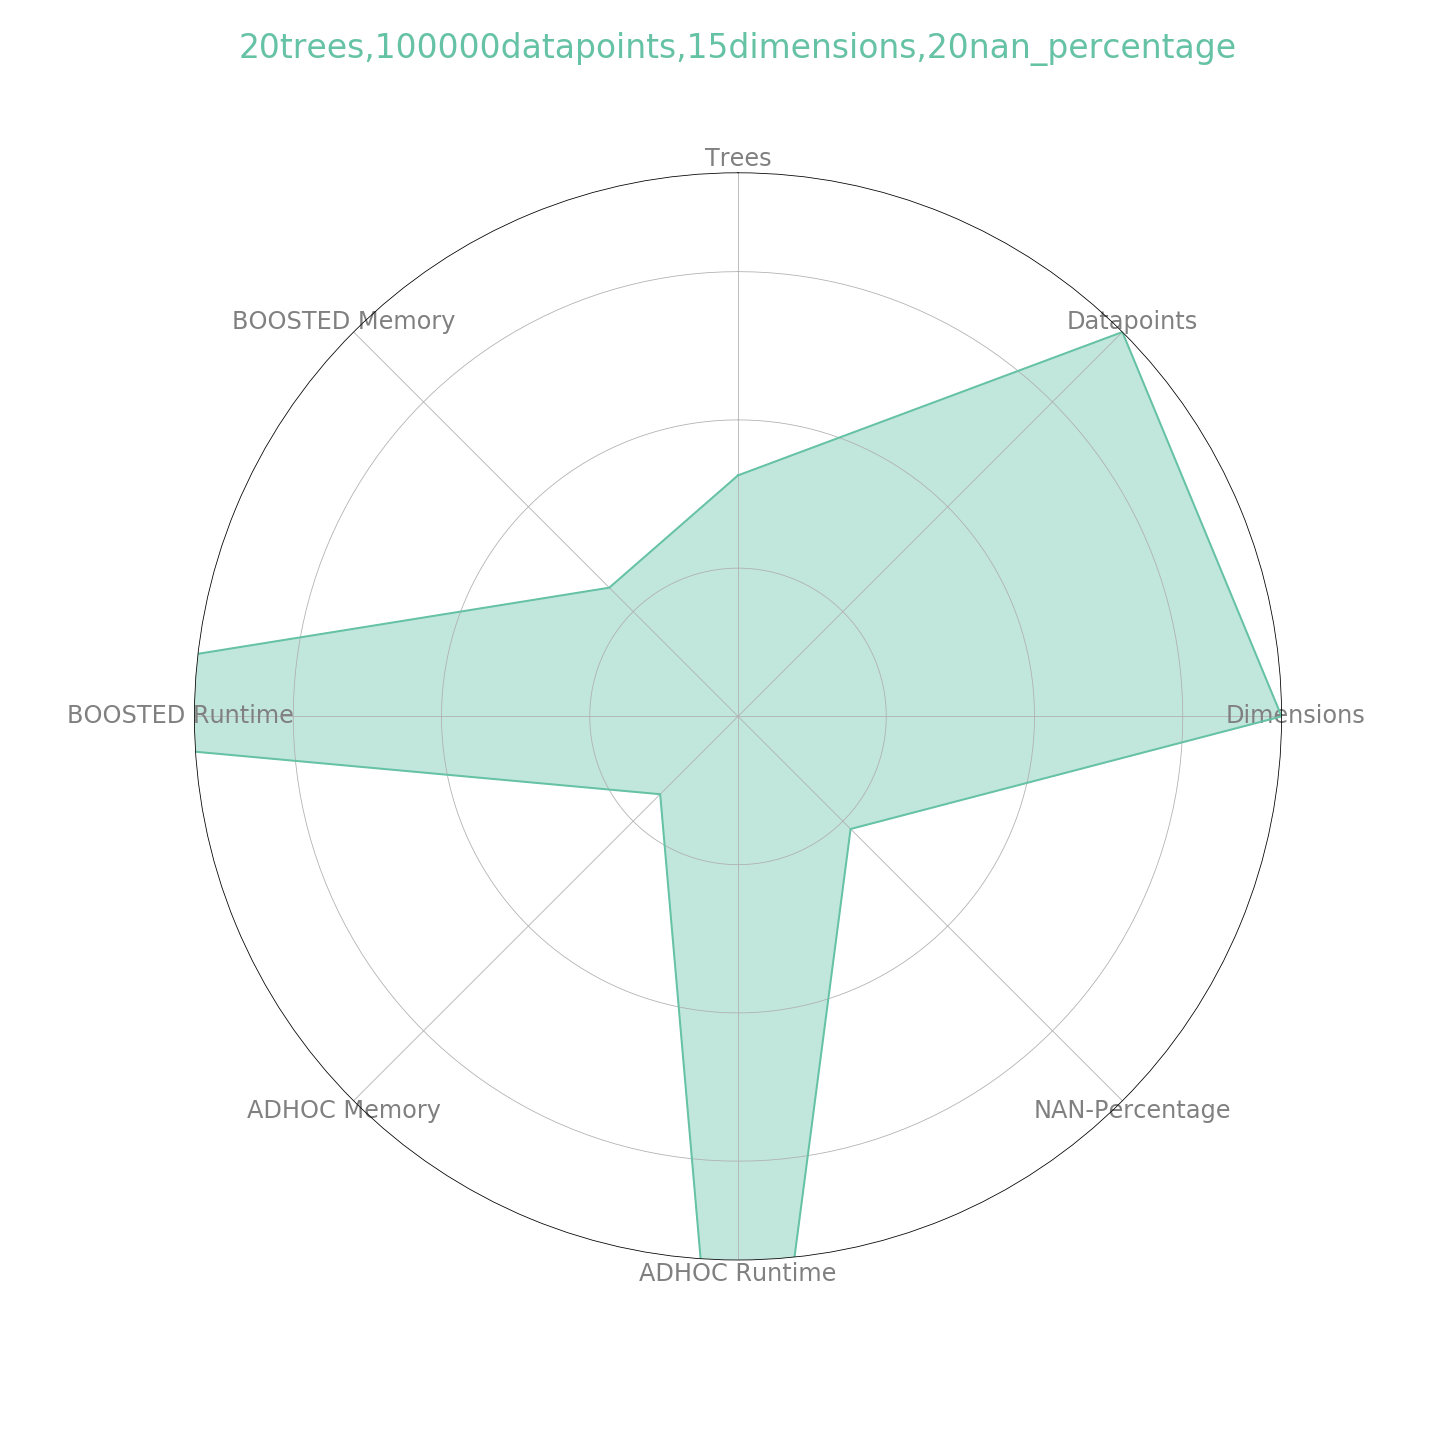 20trees,100000datapoints,15dimensions,20nan_percentage
Trees
BOOSTED Memory
Datapoints
BOOSTED Runtime
Dimensions
ADHOC Memory
NAN-Percentage
ADHOC Runtime